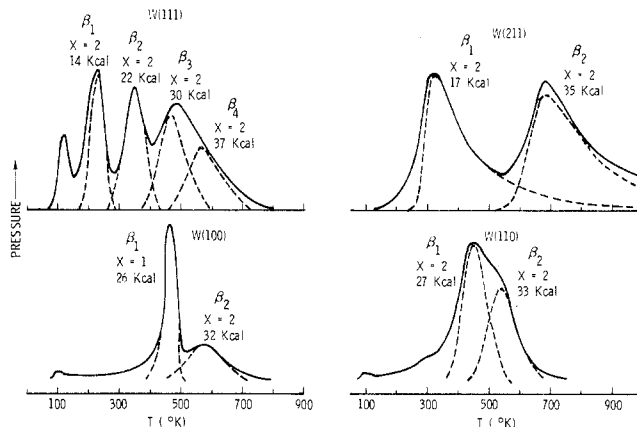 W(111)
β1
X = 2
14 Kcal
β2
X = 2
22 Kcal
β3
X = 2
30 Kcal
β4
X = 2
37 Kcal
W(211)
β1
X = 2
17 Kcal
β2
X = 2
35 Kcal
PRESSURE
W(100)
β1
X = 1
26 Kcal
β2
X = 2
32 Kcal
W(110)
β1
X = 2
27 Kcal
β2
X = 2
33 Kcal
100 300 500 700 900
T ( °K)
100 300 500 700 900
T ( °K)